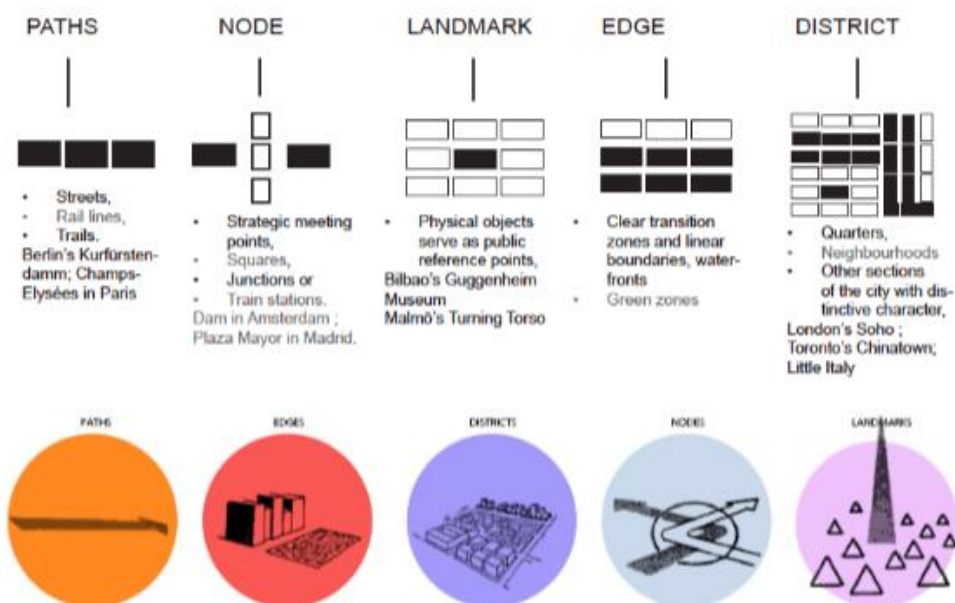 PATHS
NODE
LANDMARK
EDGE
DISTRICT
• Streets,
• Rail lines,
• Trails.
Berlin's Kurfürsten-
damm; Champs-
Elysées in Paris
• Strategic meeting
points,
• Squares,
• Junctions or
• Train stations.
Dam in Amsterdam ;
Plaza Mayor in Madrid.
• Physical objects
serve as public
reference points,
Bilbao's Guggenheim
Museum
Malmö's Turning Torso
• Clear transition
zones and linear
boundaries, water-
fronts
• Green zones
• Quarters,
• Neighbourhoods
• Other sections
of the city with dis-
tinctive character,
London's Soho ;
Toronto's Chinatown;
Little Italy
PATHS
EDGES
DISTRICTS
NODES
LANDMARKS